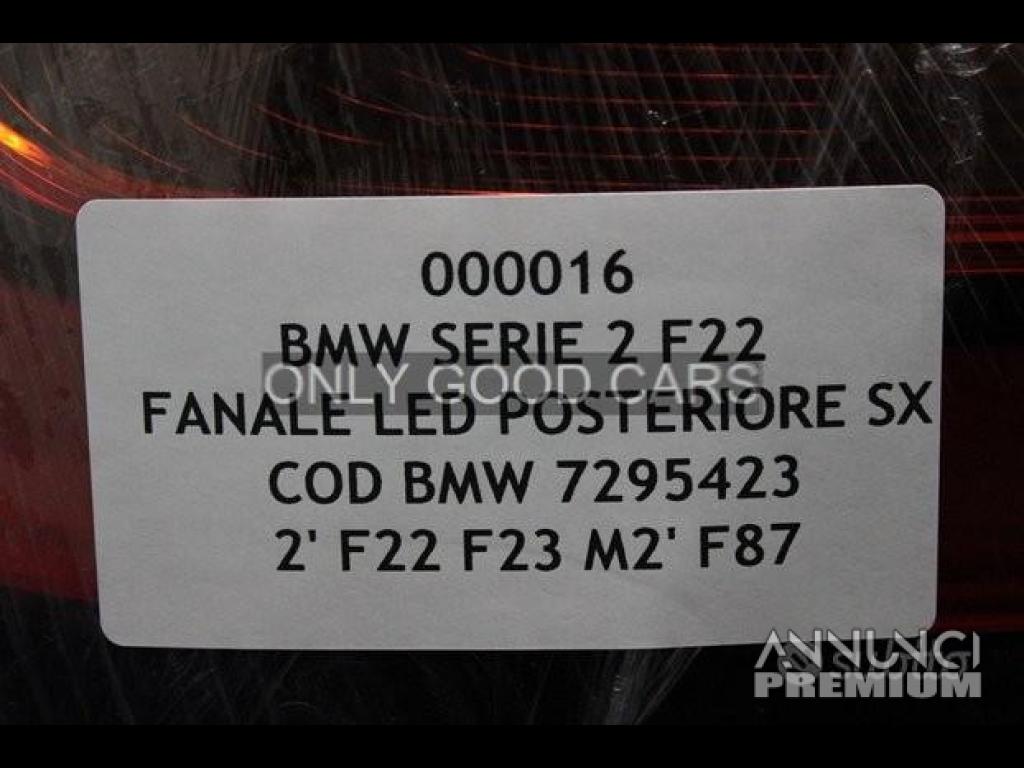 000016
BMW SERIE 2 F22
ONLY GOOD CARS
FANALE LED POSTERIORE SX
COD BMW 7295423
2' F22 F23 M2' F87
ANNUNCI
PREMIUM